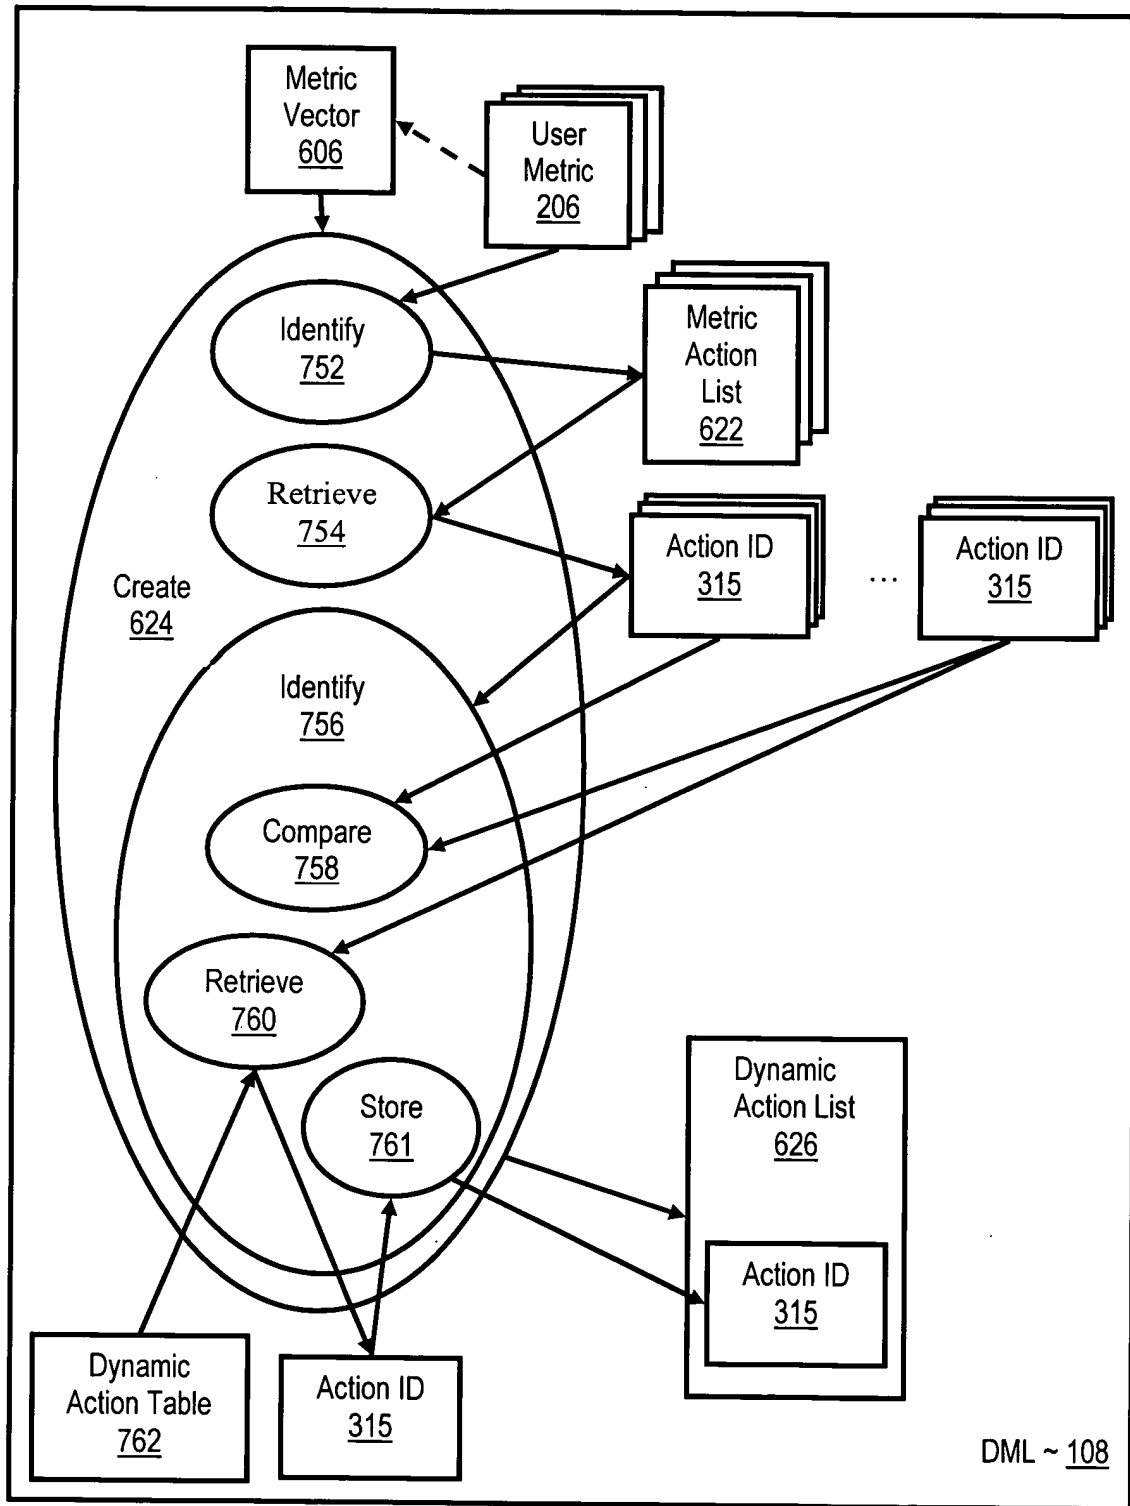 Metric
Vector
606
User
Metric
206
Identify
752
Metric
Action
List
622
Retrieve
754
Action ID
315
...
Action ID
315
Create
624
Identify
756
Compare
758
Retrieve
760
Store
761
Dynamic
Action List
626
Action ID
315
Dynamic
Action Table
762
Action ID
315
DML ~ 108